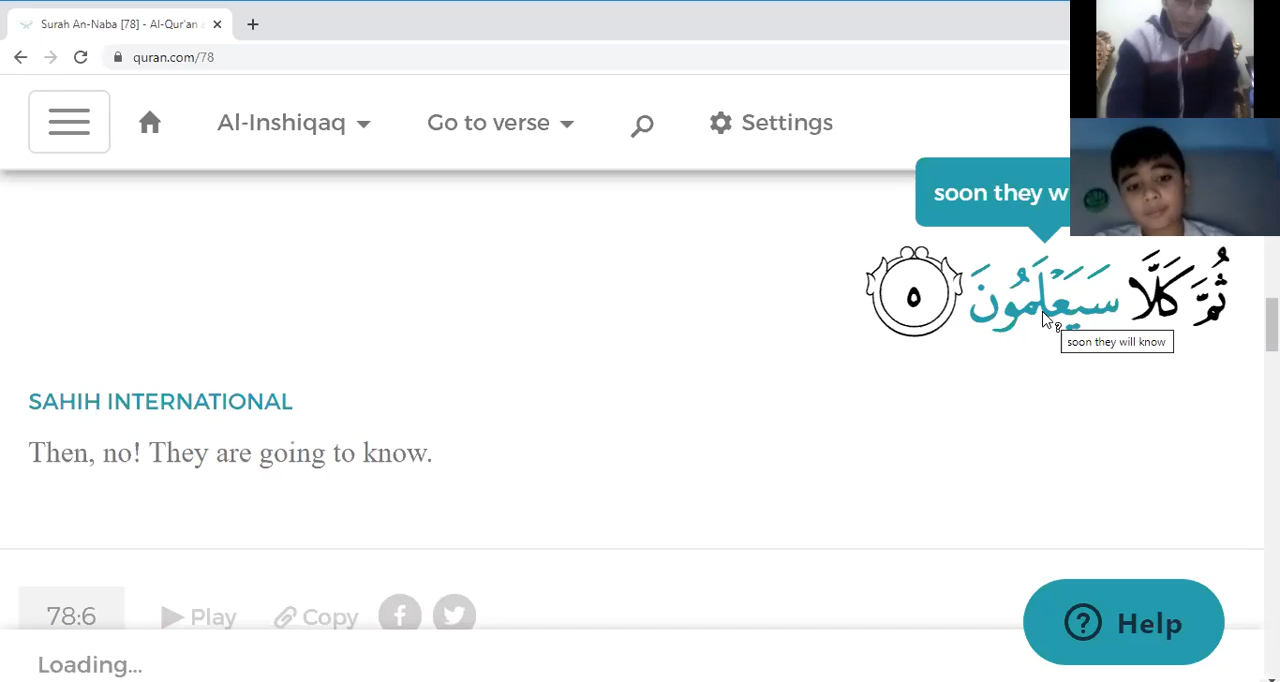 Surah An-Naba [78] - Al-Qur'an
quran.com/78
Al-Inshiqaq
Go to verse
Settings
soon they w
ثُمَّ كَلَّا سَيَعْلَمُونَ ٥
soon they will know
SAHIH INTERNATIONAL
Then, no! They are going to know.
78:6
Play
Copy
Help
Loading...